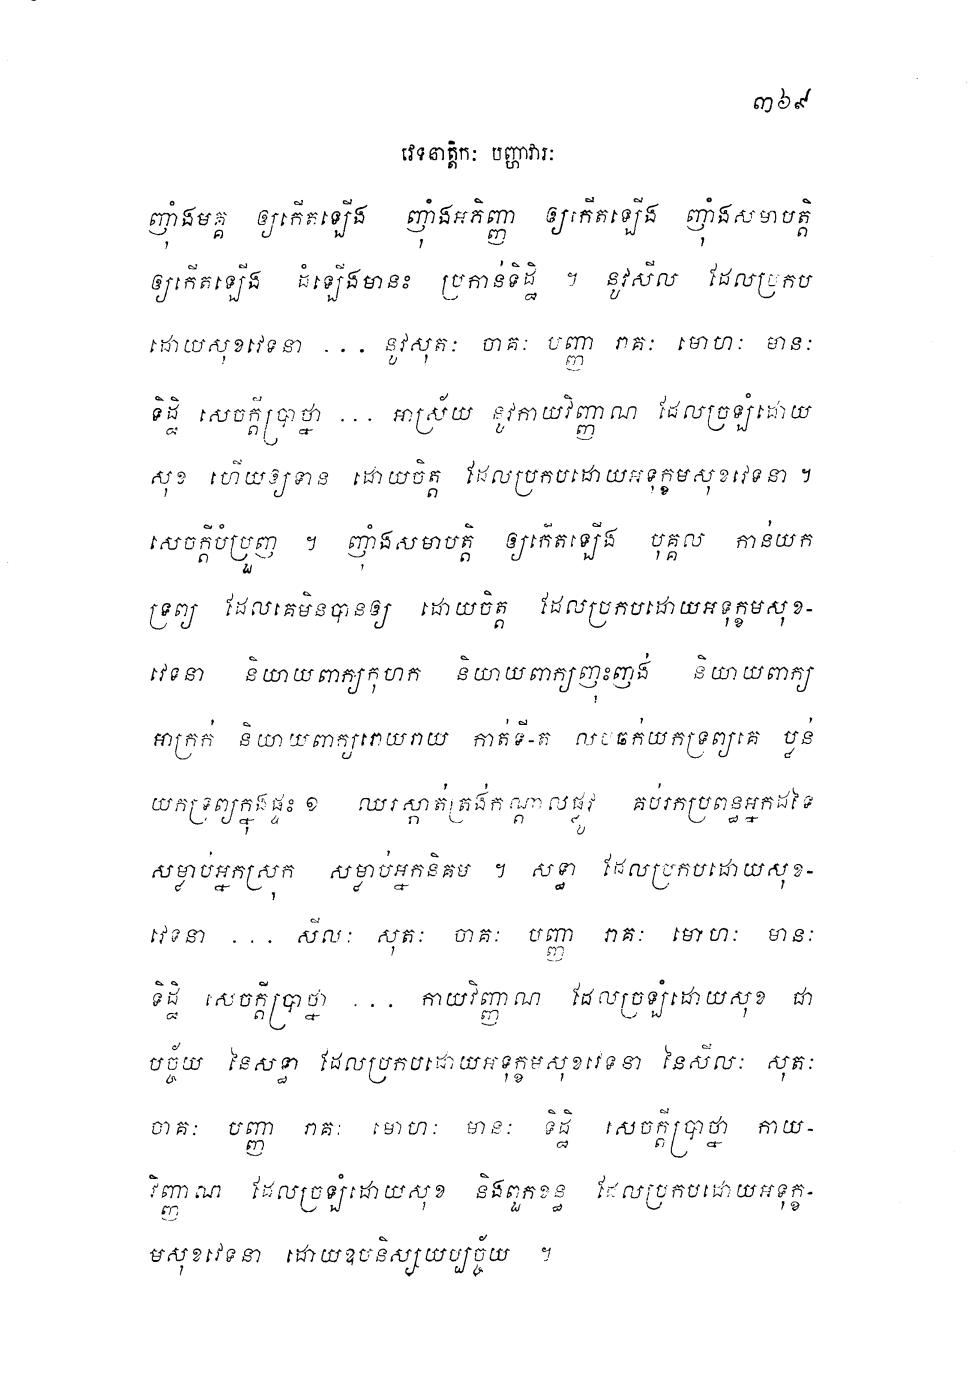 ៣៦៩
វេទនាត្តិកៈ បញ្ហាវារៈ
ញុំាងមគ្គ ឲ្យកើតឡើង ញុំាងអភិញ្ញា ឲ្យកើតឡើង ញុំាងសមាបត្តិ
ឲ្យកើតឡើង ដំឡើងមានះ ប្រកាន់ទិដ្ឋិ ។ នូវសីល ដែលប្រកប
ដោយសុខវេទនា ... នូវសុតៈ ចាគៈ បញ្ញា រាគៈ មោហៈ មានៈ
ទិដ្ឋិ សេចក្តីប្រាថ្នា ... អាស្រ័យ នូវកាយវិញ្ញាណ ដែលច្រឡំដោយ
សុខ ហើយឲ្យទាន ដោយចិត្ត ដែលប្រកបដោយអទុក្ខមសុខវេទនា ។
សេចក្តីបំប្រួញ ។ ញុំាងសមាបត្តិ ឲ្យកើតឡើង បុគ្គល កាន់យក
ទ្រព្យ ដែលគេមិនបានឲ្យ ដោយចិត្ត ដែលប្រកបដោយអទុក្ខមសុខ-
វេទនា និយាយពាក្យកុហក និយាយពាក្យញុះញង់ និយាយពាក្យ
អាក្រក់ និយាយពាក្យរោយរាយ កាត់ទី-ត លបធក់យកទ្រព្យគេ ប្លន់
យកទ្រព្យក្នុងផ្ទះ ១ ឈរស្កាត់ត្រង់កណ្តាលផ្លូវ គប់រកប្រពន្ធអ្នកដទៃ
សម្លាប់អ្នកស្រុក សម្លាប់អ្នកនិគម ។ សទ្ធា ដែលប្រកបដោយសុខ-
វេទនា ... សីលៈ សុតៈ ចាគៈ បញ្ញា រាគៈ មោហៈ មានៈ
ទិដ្ឋិ សេចក្តីប្រាថ្នា ... កាយវិញ្ញាណ ដែលច្រឡំដោយសុខ ជា
បច្ច័យ នៃសទ្ធា ដែលប្រកបដោយអទុក្ខមសុខវេទនា នៃសីលៈ សុតៈ
ចាគៈ បញ្ញា រាគៈ មោហៈ មានៈ ទិដ្ឋិ សេចក្តីប្រាថ្នា កាយ-
វិញ្ញាណ ដែលច្រឡំដោយសុខ និងពួកខន្ធ ដែលប្រកបដោយអទុក្ខ-
មសុខវេទនា ដោយឧបនិស្សយប្បច្ច័យ ។